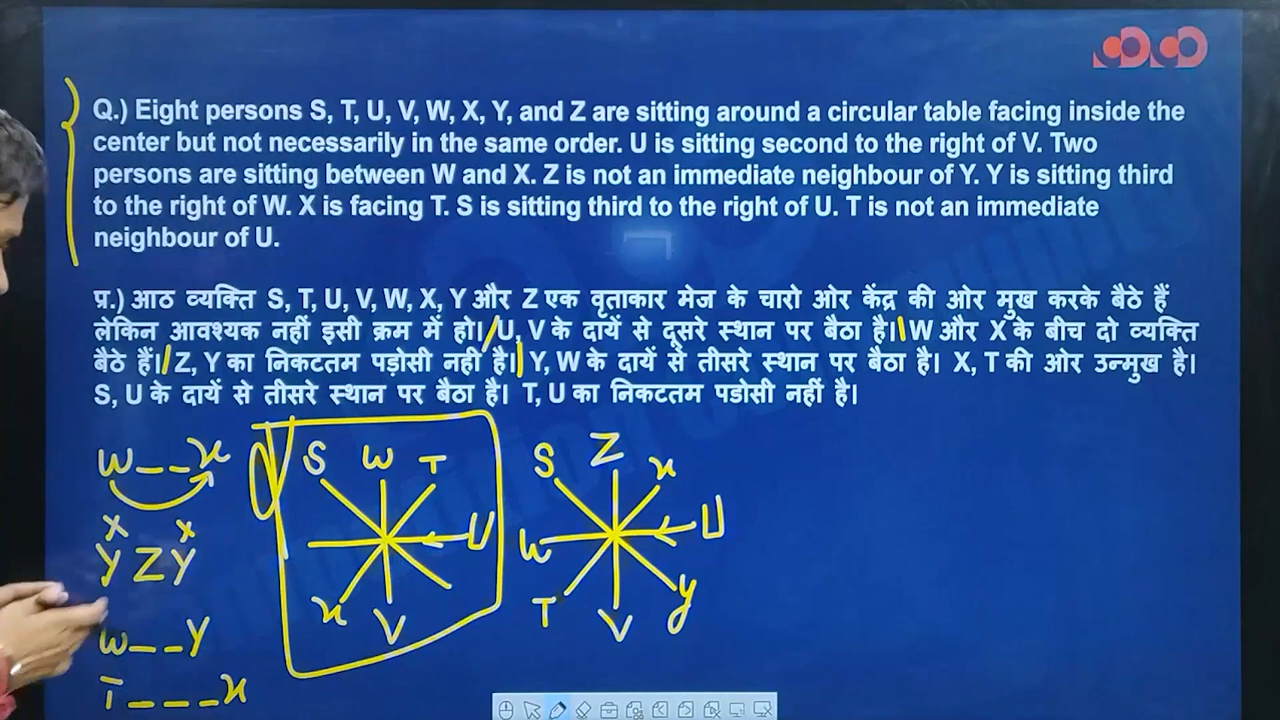 Q.) Eight persons S, T, U, V, W, X, Y, and Z are sitting around a circular table facing inside the
center but not necessarily in the same order. U is sitting second to the right of V. Two
persons are sitting between W and X. Z is not an immediate neighbour of Y. Y is sitting third
to the right of W. X is facing T. S is sitting third to the right of U. T is not an immediate
neighbour of U.
प्र.) आठ व्यक्ति S, T, U, V, W, X, Y और Z एक वृताकार मेज के चारो ओर केंद्र की ओर मुख करके बैठे हैं
लेकिन आवश्यक नहीं इसी क्रम में हो। U, V के दायें से दूसरे स्थान पर बैठा है। W और X के बीच दो व्यक्ति
बैठे हैं। Z, Y का निकटतम पड़ोसी नही है। Y, W के दायें से तीसरे स्थान पर बैठा है। X, T की ओर उन्मुख है।
S, U के दायें से तीसरे स्थान पर बैठा है। T, U का निकटतम पडोसी नहीं है।
W _ _ x
x x
Y Z Y
W _ _ Y
T _ _ _ x
S W T
U
x V
S Z x
W U
T V y